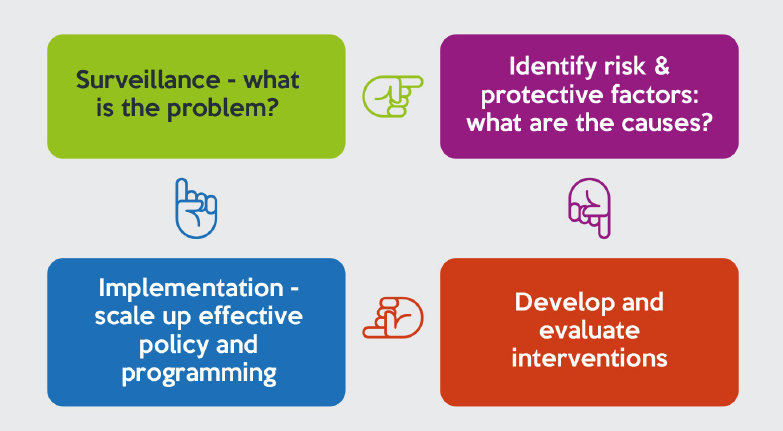 Surveillance - what
is the problem?
Identify risk &
protective factors:
what are the causes?
Implementation -
scale up effective
policy and
programming
Develop and
evaluate
interventions